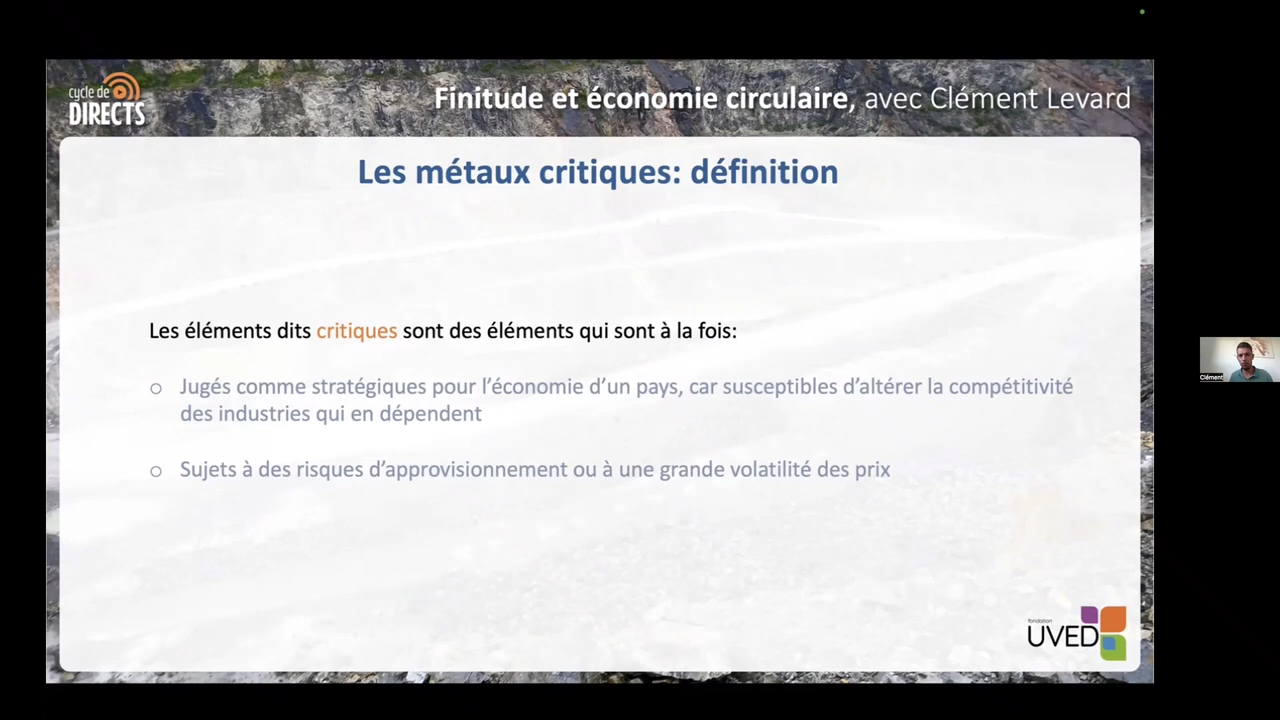 cycle de
DIRECTS
Finitude et économie circulaire, avec Clément Levard
Les métaux critiques: définition
Les éléments dits critiques sont des éléments qui sont à la fois:
○ Jugés comme stratégiques pour l’économie d’un pays, car susceptibles d’altérer la compétitivité
des industries qui en dépendent
○ Sujets à des risques d’approvisionnement ou à une grande volatilité des prix
Clément
fondation
UVED